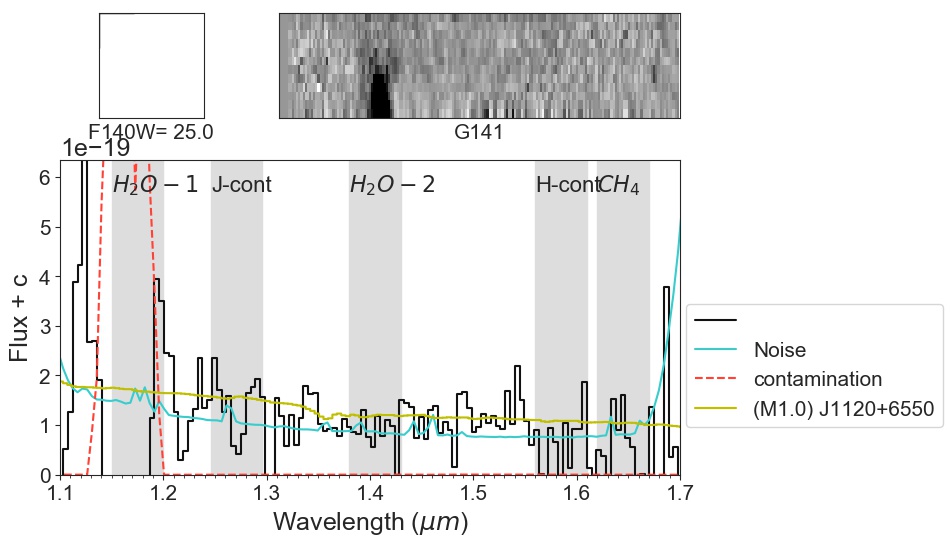 F140W= 25.0
G141
1e−19
H₂O − 1 J-cont H₂O − 2 H-cont CH₄
6
5
4
3
2
1
0
Flux + c
1.1 1.2 1.3 1.4 1.5 1.6 1.7
Wavelength (μm)
Noise
contamination
(M1.0) J1120+6550